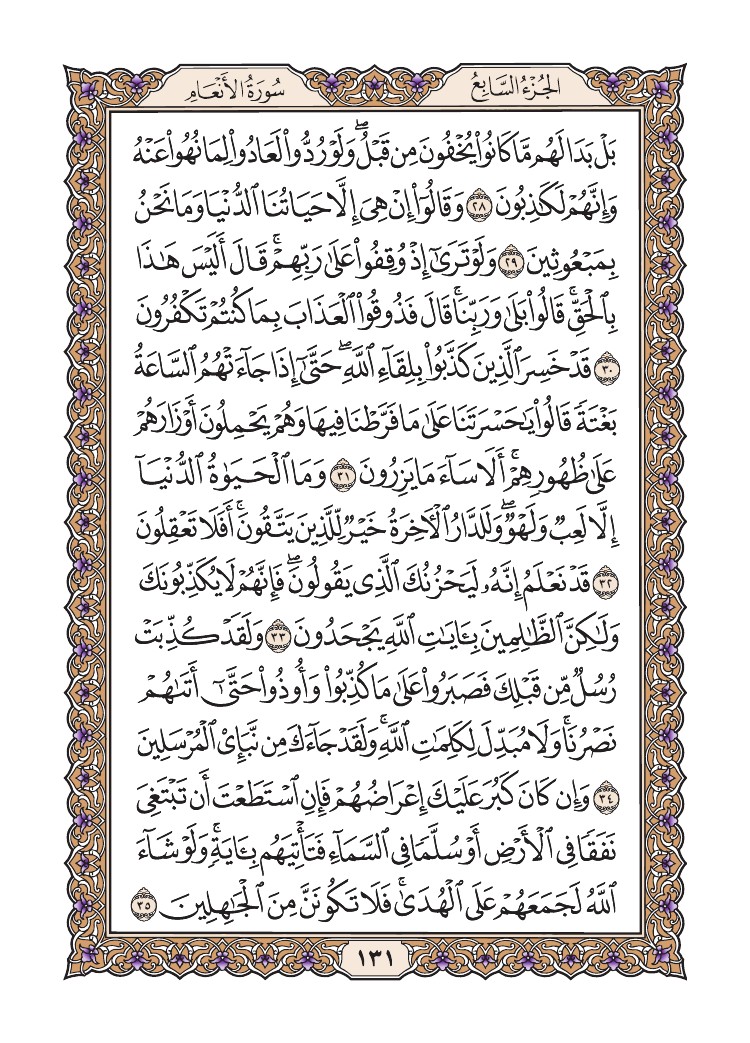 الجُزْءُ السَّابِعُ
سُورَةُ الأَنْعَامِ
بَلْ بَدَا لَهُم مَّا كَانُوا۟ يُخْفُونَ مِن قَبْلُ ۖ وَلَوْ رُدُّوا۟ لَعَادُوا۟ لِمَا نُهُوا۟ عَنْهُ
وَإِنَّهُمْ لَكَـٰذِبُونَ ٢٨ وَقَالُوٓا۟ إِنْ هِىَ إِلَّا حَيَاتُنَا ٱلدُّنْيَا وَمَا نَحْنُ
بِمَبْعُوثِينَ ٢٩ وَلَوْ تَرَىٰٓ إِذْ وُقِفُوا۟ عَلَىٰ رَبِّهِمْ ۚ قَالَ أَلَيْسَ هَـٰذَا
بِٱلْحَقِّ ۚ قَالُوا۟ بَلَىٰ وَرَبِّنَا ۚ قَالَ فَذُوقُوا۟ ٱلْعَذَابَ بِمَا كُنتُمْ تَكْفُرُونَ
٣٠ قَدْ خَسِرَ ٱلَّذِينَ كَذَّبُوا۟ بِلِقَآءِ ٱللَّهِ ۖ حَتَّىٰٓ إِذَا جَآءَتْهُمُ ٱلسَّاعَةُ
بَغْتَةً قَالُوا۟ يَـٰحَسْرَتَنَا عَلَىٰ مَا فَرَّطْنَا فِيهَا وَهُمْ يَحْمِلُونَ أَوْزَارَهُمْ
عَلَىٰ ظُهُورِهِمْ ۚ أَلَا سَآءَ مَا يَزِرُونَ ٣١ وَمَا ٱلْحَيَوٰةُ ٱلدُّنْيَآ
إِلَّا لَعِبٌ وَلَهْوٌ ۖ وَلَلدَّارُ ٱلْـَٔاخِرَةُ خَيْرٌ لِّلَّذِينَ يَتَّقُونَ ۗ أَفَلَا تَعْقِلُونَ
٣٢ قَدْ نَعْلَمُ إِنَّهُۥ لَيَحْزُنُكَ ٱلَّذِى يَقُولُونَ ۖ فَإِنَّهُمْ لَا يُكَذِّبُونَكَ
وَلَـٰكِنَّ ٱلظَّـٰلِمِينَ بِـَٔايَـٰتِ ٱللَّهِ يَجْحَدُونَ ٣٣ وَلَقَدْ كُذِّبَتْ
رُسُلٌ مِّن قَبْلِكَ فَصَبَرُوا۟ عَلَىٰ مَا كُذِّبُوا۟ وَأُوذُوا۟ حَتَّىٰٓ أَتَىٰهُمْ
نَصْرُنَا ۚ وَلَا مُبَدِّلَ لِكَلِمَـٰتِ ٱللَّهِ ۚ وَلَقَدْ جَآءَكَ مِن نَّبَإِى۟ ٱلْمُرْسَلِينَ
٣٤ وَإِن كَانَ كَبُرَ عَلَيْكَ إِعْرَاضُهُمْ فَإِنِ ٱسْتَطَعْتَ أَن تَبْتَغِىَ
نَفَقًا فِى ٱلْأَرْضِ أَوْ سُلَّمًا فِى ٱلسَّمَآءِ فَتَأْتِيَهُم بِـَٔايَةٍ ۚ وَلَوْ شَآءَ
ٱللَّهُ لَجَمَعَهُمْ عَلَى ٱلْهُدَىٰ ۚ فَلَا تَكُونَنَّ مِنَ ٱلْجَـٰهِلِينَ ٣٥
١٣١